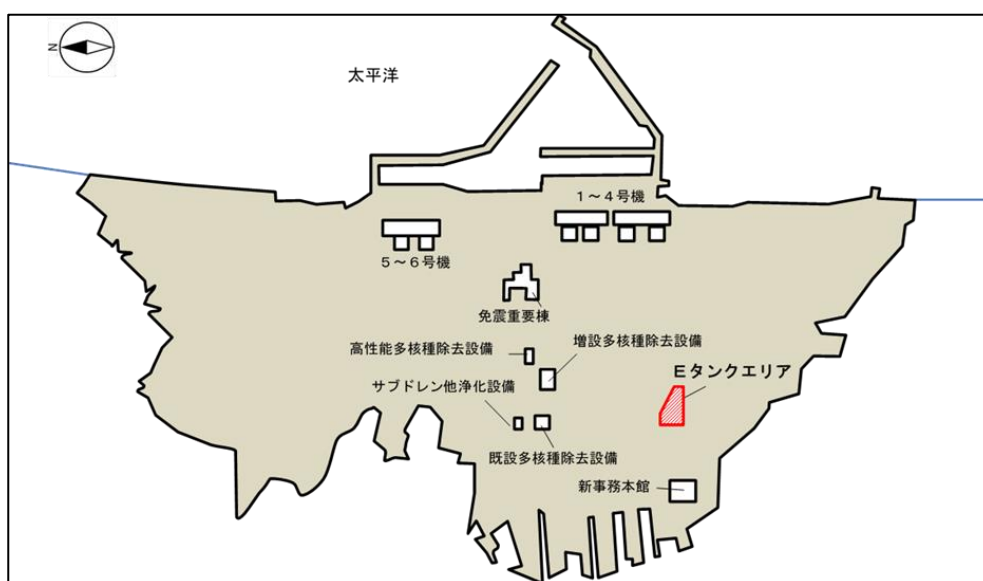 N
太平洋
1～4号機
5～6号機
免震重要棟
高性能多核種除去設備
増設多核種除去設備
Eタンクエリア
サブドレン他浄化設備
既設多核種除去設備
新事務本館